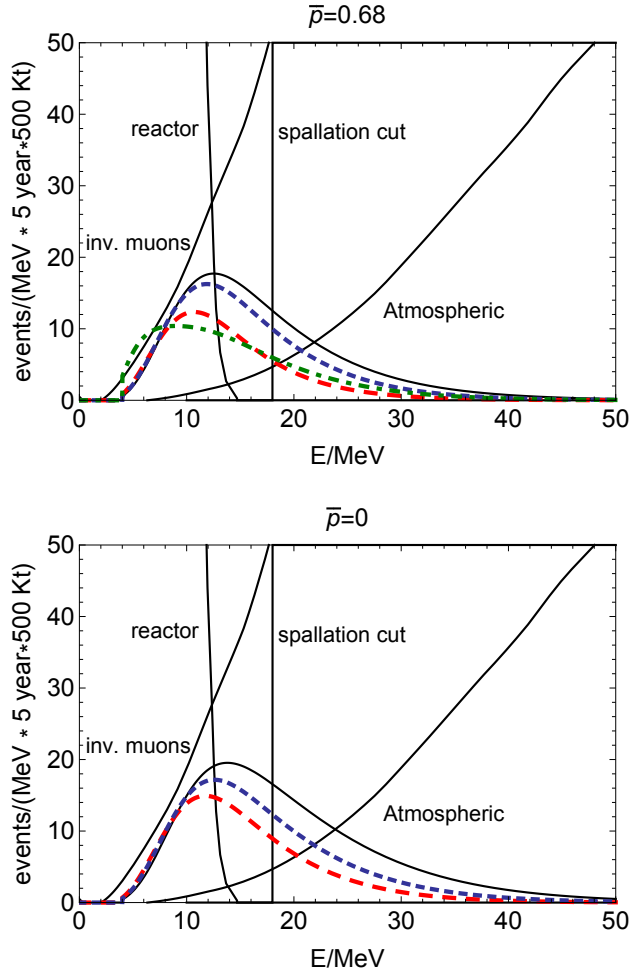 p̅=0.68
50
40
30
20
10
0
events/(MeV * 5 year*500 Kt)
reactor
spallation cut
inv. muons
Atmospheric
0 10 20 30 40 50
E/MeV
p̅=0
50
40
30
20
10
0
events/(MeV * 5 year*500 Kt)
reactor
spallation cut
inv. muons
Atmospheric
0 10 20 30 40 50
E/MeV